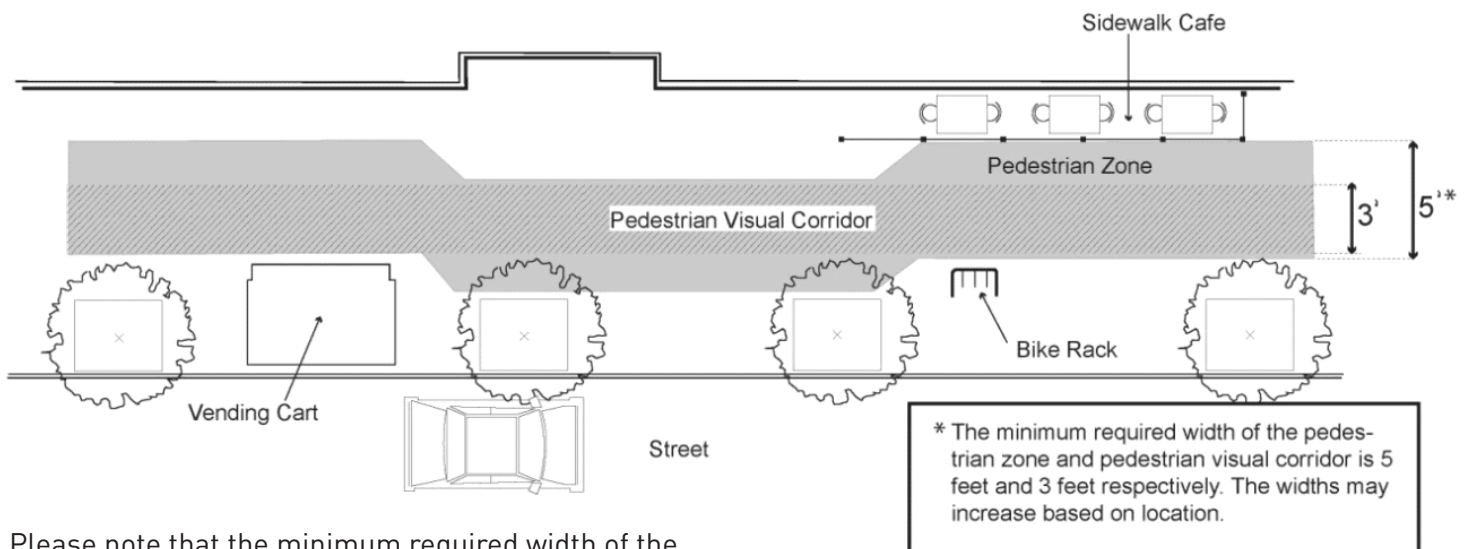 Sidewalk Cafe
Pedestrian Zone
Pedestrian Visual Corridor
3'
5'*
Bike Rack
Vending Cart
Street
* The minimum required width of the pedes-
trian zone and pedestrian visual corridor is 5
feet and 3 feet respectively. The widths may
increase based on location.
Please note that the minimum required width of the